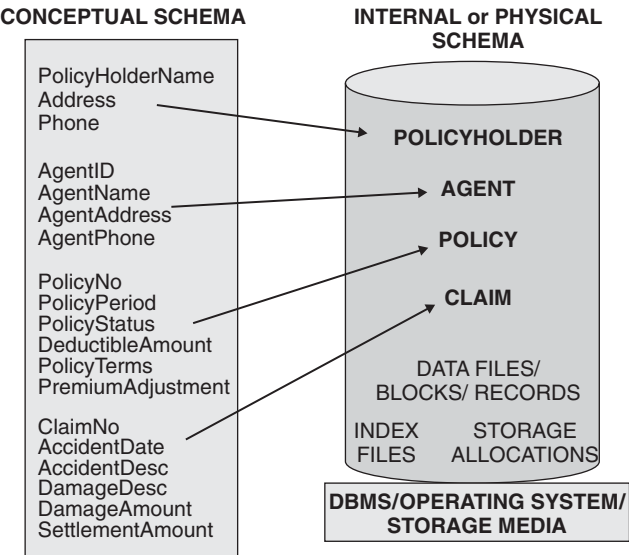 CONCEPTUAL SCHEMA
PolicyHolderName
Address
Phone
AgentID
AgentName
AgentAddress
AgentPhone
PolicyNo
PolicyPeriod
PolicyStatus
DeductibleAmount
PolicyTerms
PremiumAdjustment
ClaimNo
AccidentDate
AccidentDesc
DamageDesc
DamageAmount
SettlementAmount
INTERNAL or PHYSICAL
SCHEMA
POLICYHOLDER
AGENT
POLICY
CLAIM
DATA FILES/
BLOCKS/ RECORDS
INDEX
FILES
STORAGE
ALLOCATIONS
DBMS/OPERATING SYSTEM/
STORAGE MEDIA